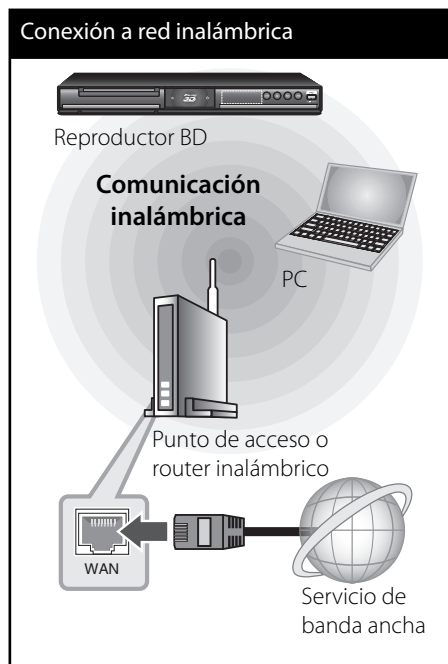 Conexión a red inalámbrica
3D
Reproductor BD
Comunicación
inalámbrica
PC
Punto de acceso o
router inalámbrico
WAN
Servicio de
banda ancha